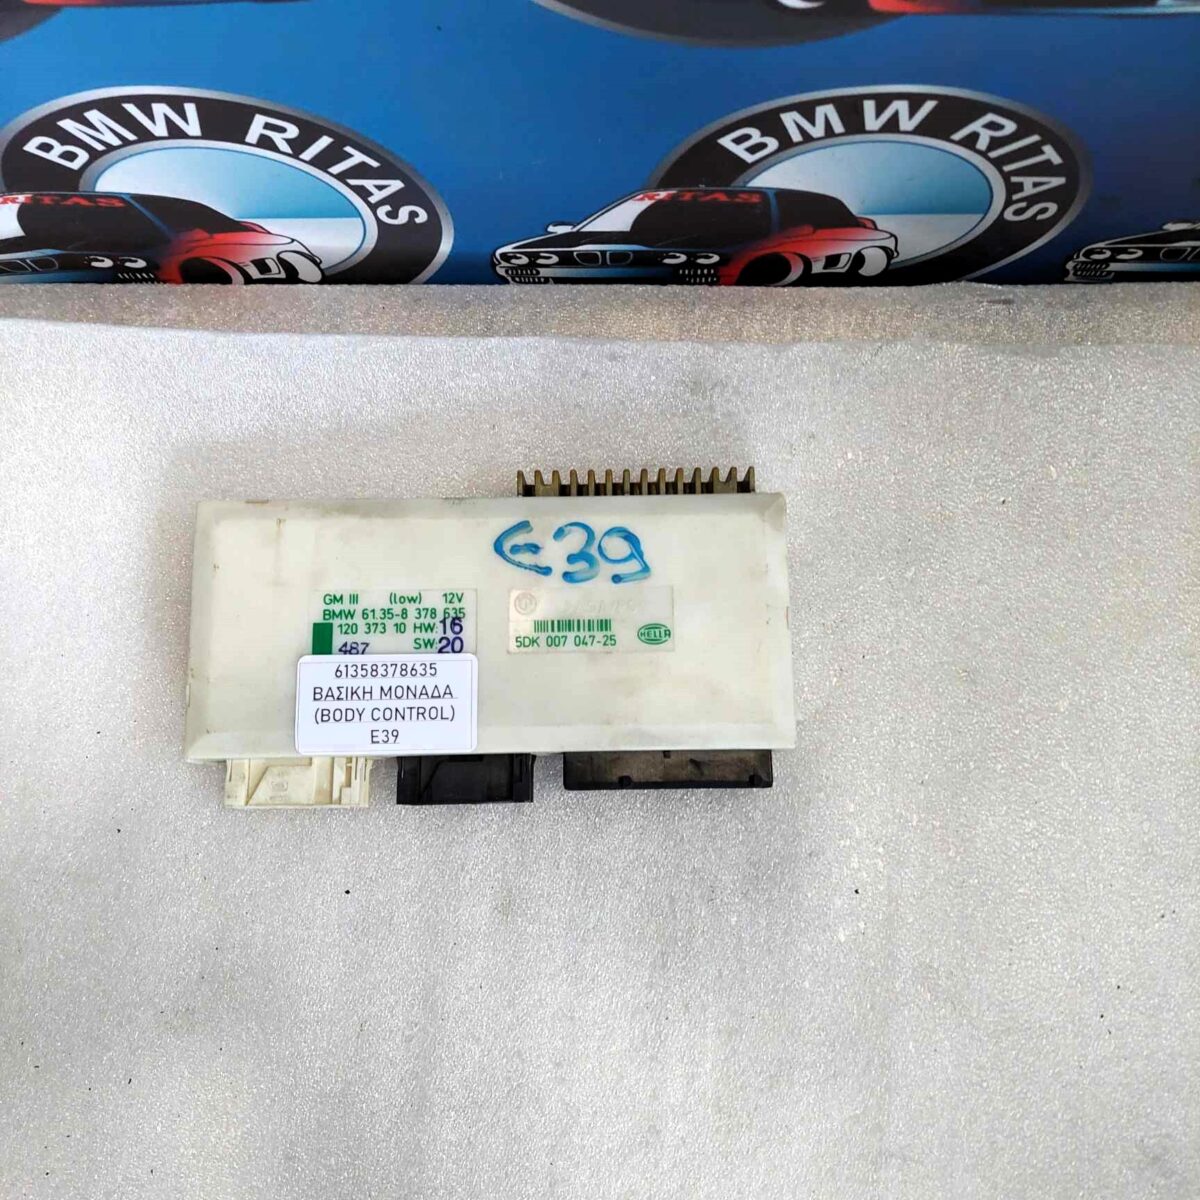 BMW RITAS
BMW RITAS
RITAS
RITAS
E39
GM III (low) 12V
BMW 61.35-8 378 635
120 373 10 HW: 16
487 SW: 20
5DK 007 047-25
HELLA
61358378635
ΒΑΣΙΚΗ ΜΟΝΑΔΑ
(BODY CONTROL)
E39